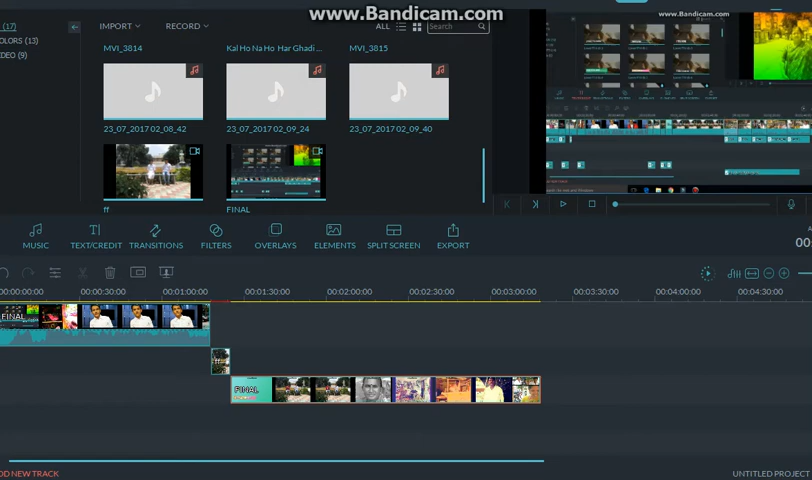 www.Bandicam.com
(17) IMPORT RECORD ALL Search
OLORS (13)
DEO (9)
MVI_3814 Kal Ho Na Ho Har Ghadi ... MVI_3815
23_07_2017 02_08_42 23_07_2017 02_09_24 23_07_2017 02_09_40
ff FINAL
www.Bandicam.com
MUSIC TEXT/CREDIT TRANSITIONS FILTERS OVERLAYS ELEMENTS SPLIT SCREEN EXPORT
00:
00:00:00:00 00:00:30:00 00:01:00:00 00:01:30:00 00:02:00:00 00:02:30:00 00:03:00:00 00:03:30:00 00:04:00:00 00:04:30:00
FINAL
FINAL
DD NEW TRACK UNTITLED PROJECT